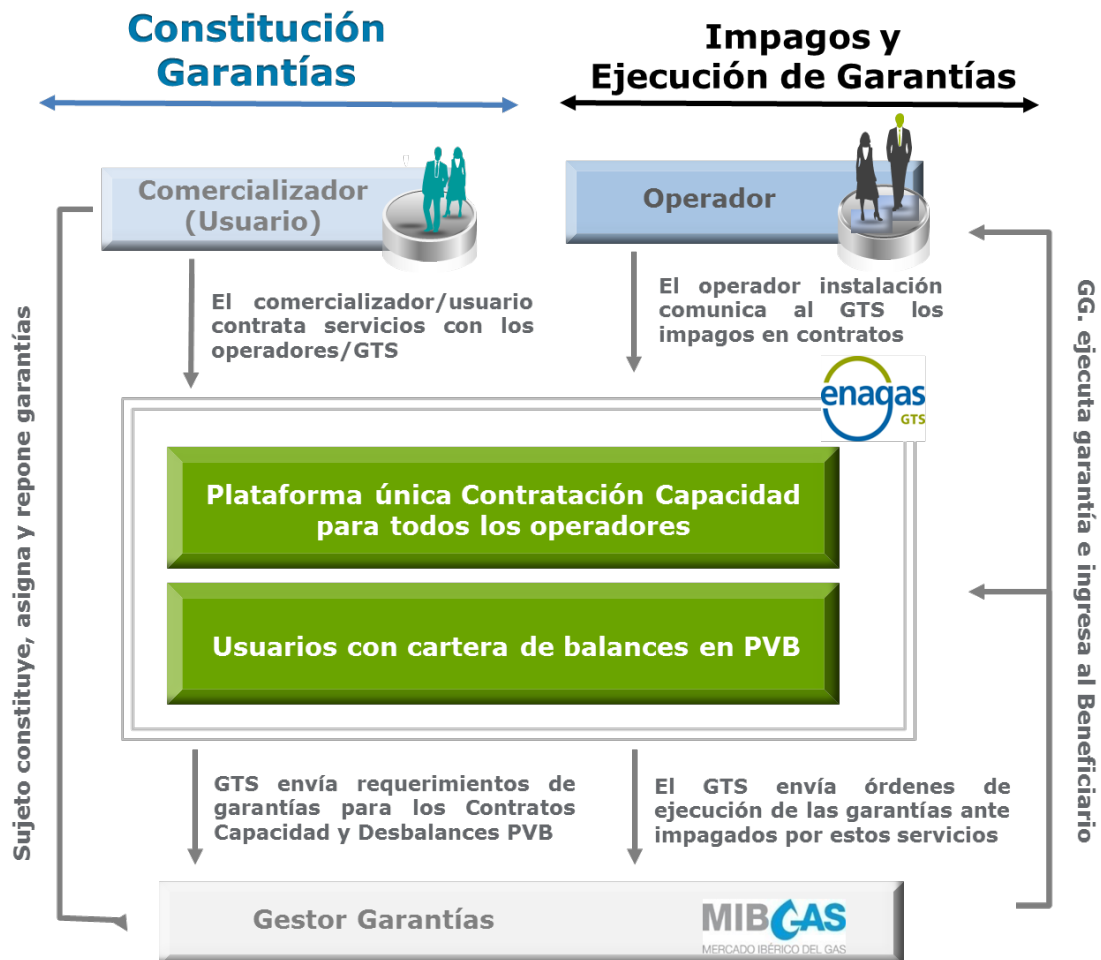 Constitución
Garantías
Impagos y
Ejecución de Garantías
Comercializador
(Usuario)
Operador
El comercializador/usuario
contrata servicios con los
operadores/GTS
El operador instalación
comunica al GTS los
impagos en contratos
enagas
GTS
Plataforma única Contratación Capacidad
para todos los operadores
Usuarios con cartera de balances en PVB
GTS envía requerimientos de
garantías para los Contratos
Capacidad y Desbalances PVB
El GTS envía órdenes de
ejecución de las garantías ante
impagados por estos servicios
Gestor Garantías
MIBGAS
MERCADO IBÉRICO DEL GAS
Sujeto constituye, asigna y repone garantías
GG. ejecuta garantía e ingresa al Beneficiario